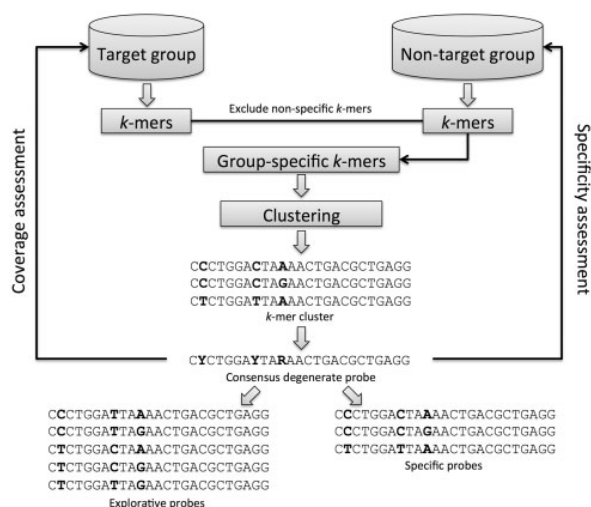 Target group
Non-target group
Exclude non-specific k-mers
k-mers
k-mers
Group-specific k-mers
Clustering
Coverage assessment
Specificity assessment
CCCTGGACTAAAACTGACGCTGAGG
CCCTGGACTAGAACTGACGCTGAGG
CTCTGGATTAAAACTGACGCTGAGG
k-mer cluster
CYCTGGAYTARAACTGACGCTGAGG
Consensus degenerate probe
CCCTGGATTAAAACTGACGCTGAGG
CCCTGGATTAGAACTGACGCTGAGG
CTCTGGACTAAAACTGACGCTGAGG
CTCTGGACTAGAACTGACGCTGAGG
CTCTGGATTAGAACTGACGCTGAGG
Explorative probes
CCCTGGACTAAAACTGACGCTGAGG
CCCTGGACTAGAACTGACGCTGAGG
CTCTGGATTAAAACTGACGCTGAGG
Specific probes